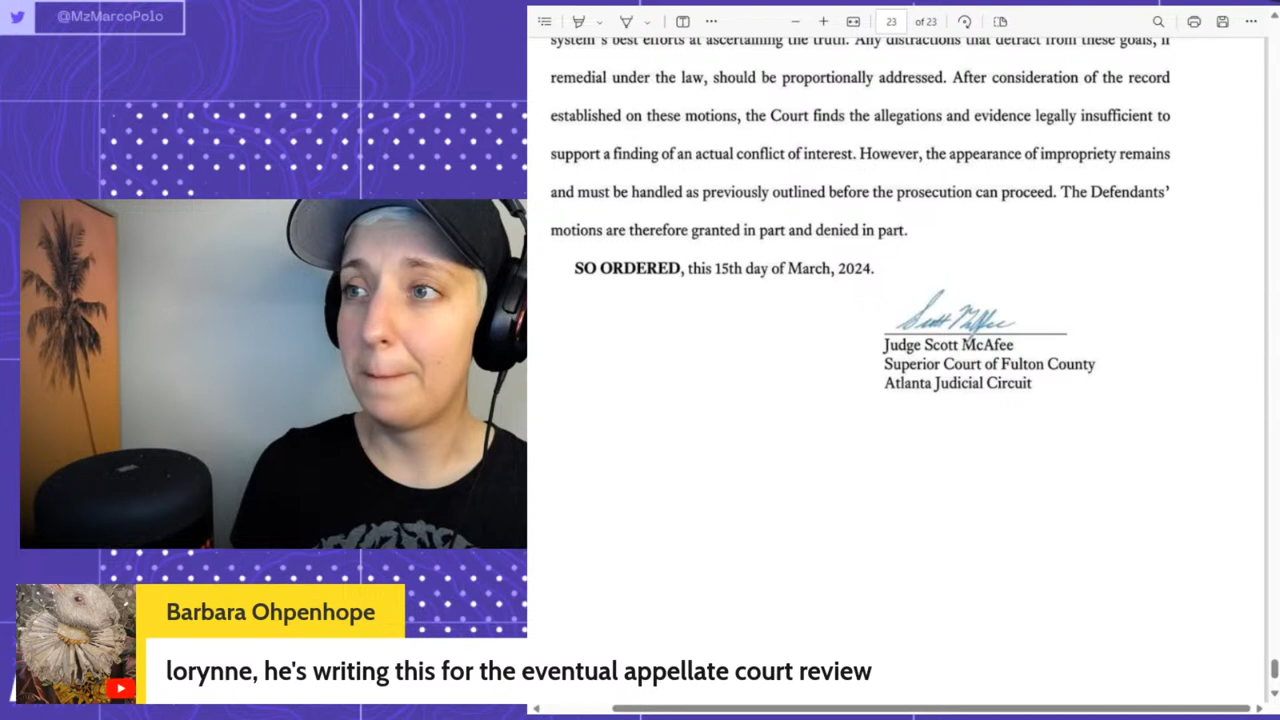 @MzMarcoPolo
23 of 23
system's best efforts at ascertaining the truth. Any distractions that detract from these goals, if
remedial under the law, should be proportionally addressed. After consideration of the record
established on these motions, the Court finds the allegations and evidence legally insufficient to
support a finding of an actual conflict of interest. However, the appearance of impropriety remains
and must be handled as previously outlined before the prosecution can proceed. The Defendants'
motions are therefore granted in part and denied in part.
SO ORDERED, this 15th day of March, 2024.
Scott McAfee
Judge Scott McAfee
Superior Court of Fulton County
Atlanta Judicial Circuit
Barbara Ohpenhope
lorynne, he's writing this for the eventual appellate court review